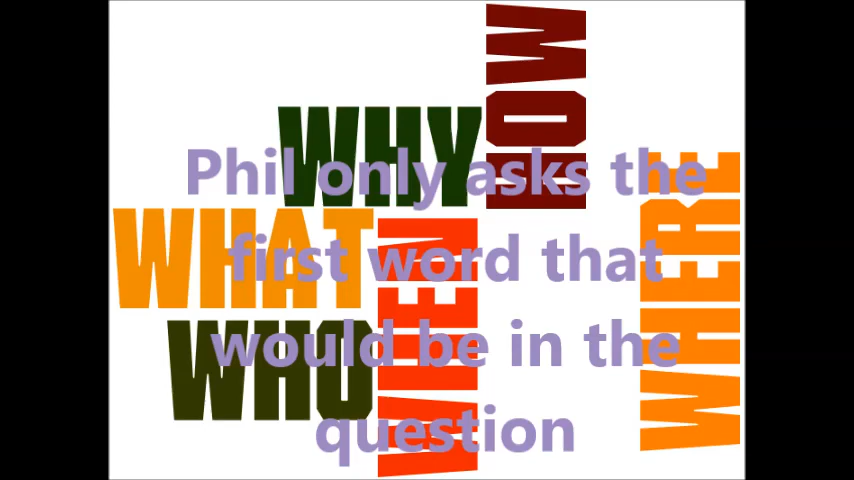 HOW
WHY
WHERE
WHAT
WHEN
WHO
Phil only asks the
first word that
would be in the
question